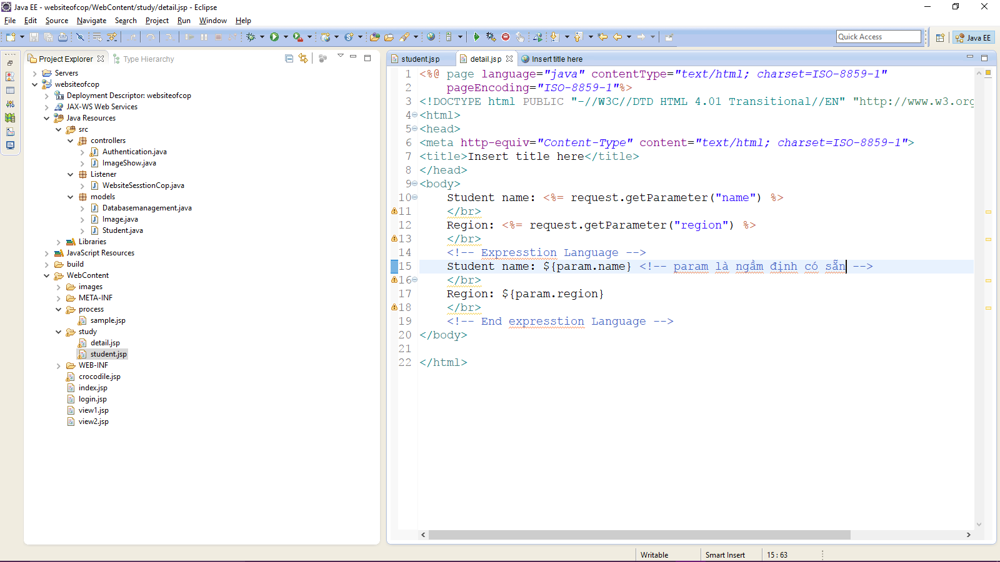 Java EE - websiteofcop/WebContent/study/detail.jsp - Eclipse
File Edit Source Navigate Search Project Run Window Help
Quick Access
Java EE
Project Explorer
Type Hierarchy
Servers
websiteofcop
Deployment Descriptor: websiteofcop
JAX-WS Web Services
Java Resources
src
controllers
Authentication.java
ImageShow.java
Listener
WebsiteSesstionCop.java
models
Databasemanagement.java
Image.java
Student.java
Libraries
JavaScript Resources
build
WebContent
images
META-INF
process
sample.jsp
study
detail.jsp
student.jsp
WEB-INF
crocodile.jsp
index.jsp
login.jsp
view1.jsp
view2.jsp
student.jsp detail.jsp Insert title here
1 <%@ page language="java" contentType="text/html; charset=ISO-8859-1"
2 pageEncoding="ISO-8859-1"%>
3 <!DOCTYPE html PUBLIC "-//W3C//DTD HTML 4.01 Transitional//EN" "http://www.w3.org
4 <html>
5 <head>
6 <meta http-equiv="Content-Type" content="text/html; charset=ISO-8859-1">
7 <title>Insert title here</title>
8 </head>
9 <body>
10 Student name: <%= request.getParameter("name") %>
11 </br>
12 Region: <%= request.getParameter("region") %>
13 </br>
14 <!-- Expresstion Language -->
15 Student name: ${param.name} <!-- param là ngầm định có sẵn -->
16 </br>
17 Region: ${param.region}
18 </br>
19 <!-- End expresstion Language -->
20 </body>
21
22 </html>
Writable
Smart Insert
15 : 63